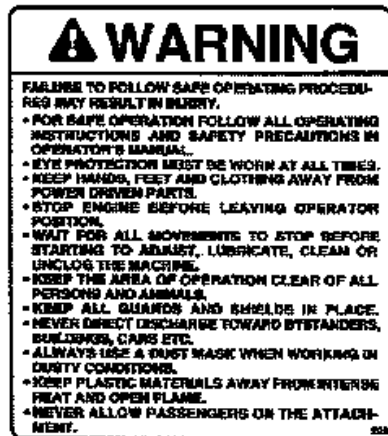 WARNING
FAILURE TO FOLLOW SAFE OPERATING PROCEDU-
RES MAY RESULT IN INJURY.
• FOR SAFE OPERATION FOLLOW ALL OPERATING
INSTRUCTIONS AND SAFETY PRECAUTIONS IN
OPERATOR'S MANUAL.
• EYE PROTECTION MUST BE WORN AT ALL TIMES.
• KEEP HANDS, FEET AND CLOTHING AWAY FROM
POWER DRIVEN PARTS.
• STOP ENGINE BEFORE LEAVING OPERATOR
POSITION.
• WAIT FOR ALL MOVEMENTS TO STOP BEFORE
STARTING TO ADJUST, LUBRICATE, CLEAN OR
UNCLOG THE MACHINE.
• KEEP THE AREA OF OPERATION CLEAR OF ALL
PERSONS AND ANIMALS.
• KEEP ALL GUARDS AND SHIELDS IN PLACE.
• NEVER DIRECT DISCHARGE TOWARD BYSTANDERS,
BUILDINGS, CARS ETC.
• ALWAYS USE A DUST MASK WHEN WORKING IN
DUSTY CONDITIONS.
• KEEP PLASTIC MATERIALS AWAY FROM INTENSE
HEAT AND OPEN FLAME.
• NEVER ALLOW PASSENGERS ON THE ATTACH-
MENT.